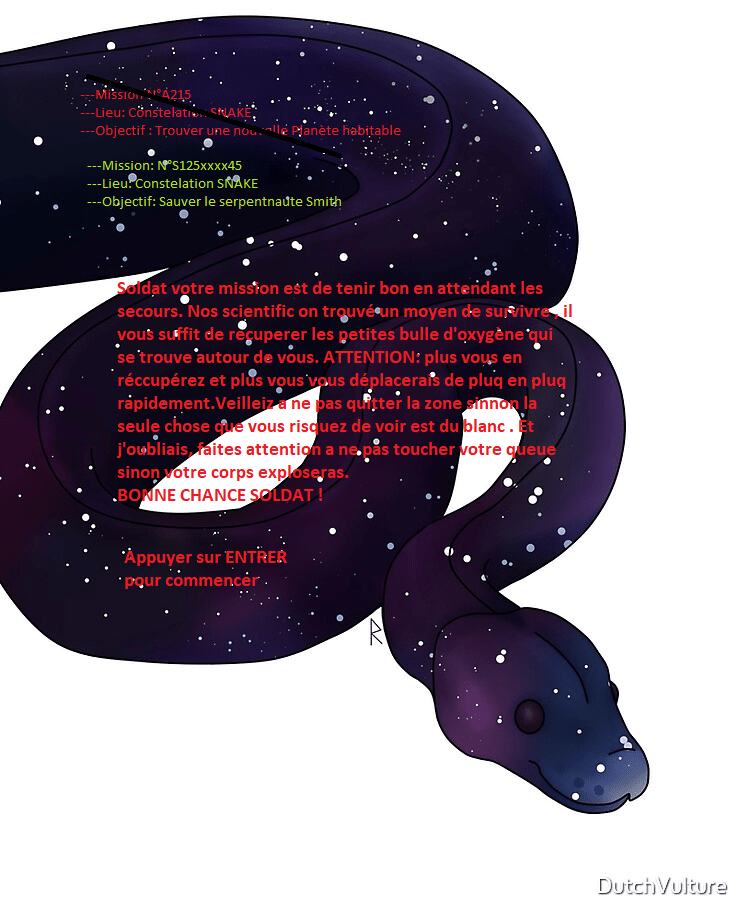 ---Mission N°A215
---Lieu: Constelation SNAKE
---Objectif : Trouver une nouvelle Planète habitable
---Mission: N°S125xxxx45
---Lieu: Constelation SNAKE
---Objectif: Sauver le serpentnaute Smith
Soldat votre mission est de tenir bon en attendant les
secours. Nos scientific on trouvé un moyen de survivre , il
vous suffit de recuperer les petites bulle d'oxygène qui
se trouve autour de vous. ATTENTION: plus vous en
réccupérez et plus vous vous déplacerais de pluq en pluq
rapidement.Veilleiz a ne pas quitter la zone sinnon la
seule chose que vous risquez de voir est du blanc . Et
j'oubliais, faites attention a ne pas toucher votre queue
sinon votre corps exploseras.
BONNE CHANCE SOLDAT !
Appuyer sur ENTRER
pour commencer
DutchVulture